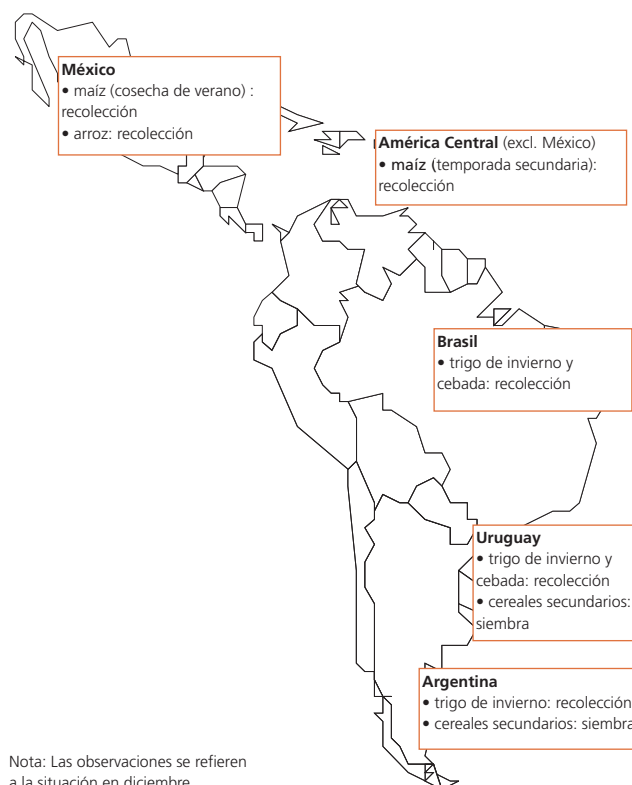 México
• maíz (cosecha de verano) :
recolección
• arroz: recolección
América Central (excl. México)
• maíz (temporada secundaria):
recolección
Brasil
• trigo de invierno y
cebada: recolección
Uruguay
• trigo de invierno y
cebada: recolección
• cereales secundarios:
siembra
Argentina
• trigo de invierno: recolección
• cereales secundarios: siembra
Nota: Las observaciones se refieren
a la situación en diciembre